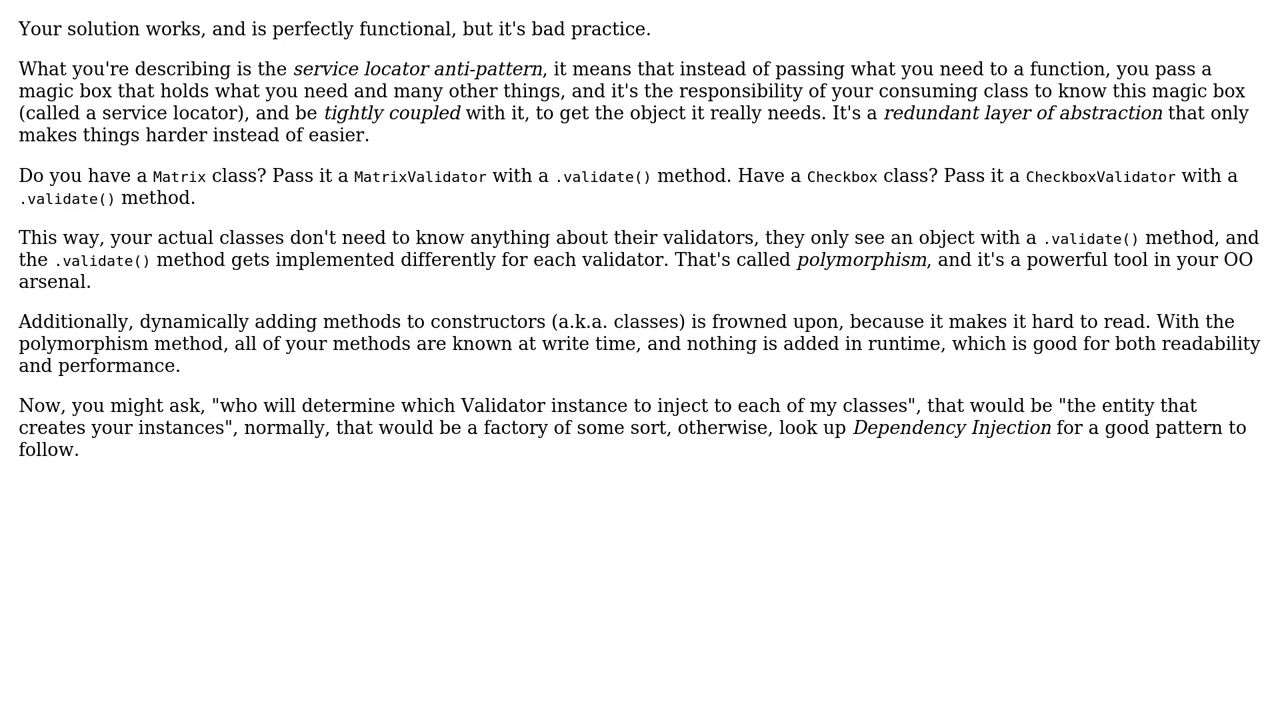 Your solution works, and is perfectly functional, but it's bad practice.
What you're describing is the service locator anti-pattern, it means that instead of passing what you need to a function, you pass a
magic box that holds what you need and many other things, and it's the responsibility of your consuming class to know this magic box
(called a service locator), and be tightly coupled with it, to get the object it really needs. It's a redundant layer of abstraction that only
makes things harder instead of easier.
Do you have a Matrix class? Pass it a MatrixValidator with a .validate() method. Have a Checkbox class? Pass it a CheckboxValidator with a
.validate() method.
This way, your actual classes don't need to know anything about their validators, they only see an object with a .validate() method, and
the .validate() method gets implemented differently for each validator. That's called polymorphism, and it's a powerful tool in your OO
arsenal.
Additionally, dynamically adding methods to constructors (a.k.a. classes) is frowned upon, because it makes it hard to read. With the
polymorphism method, all of your methods are known at write time, and nothing is added in runtime, which is good for both readability
and performance.
Now, you might ask, "who will determine which Validator instance to inject to each of my classes", that would be "the entity that
creates your instances", normally, that would be a factory of some sort, otherwise, look up Dependency Injection for a good pattern to
follow.